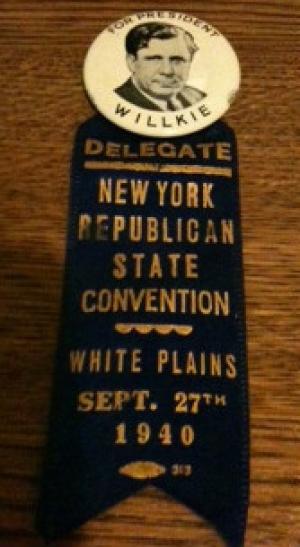 FOR PRESIDENT
WILLKIE
DELEGATE
NEW YORK
REPUBLICAN
STATE
CONVENTION
WHITE PLAINS
SEPT. 27TH
1940